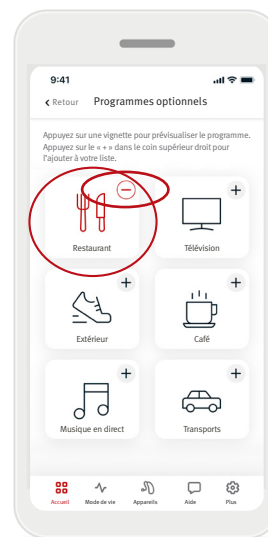 9:41
Retour Programmes optionnels
Appuyez sur une vignette pour prévisualiser le programme.
Appuyez sur le « + » dans le coin supérieur droit pour
l'ajouter à votre liste.
Restaurant Télévision
Extérieur Café
Musique en direct Transports
Accueil Mode de vie Appareils Aide Plus